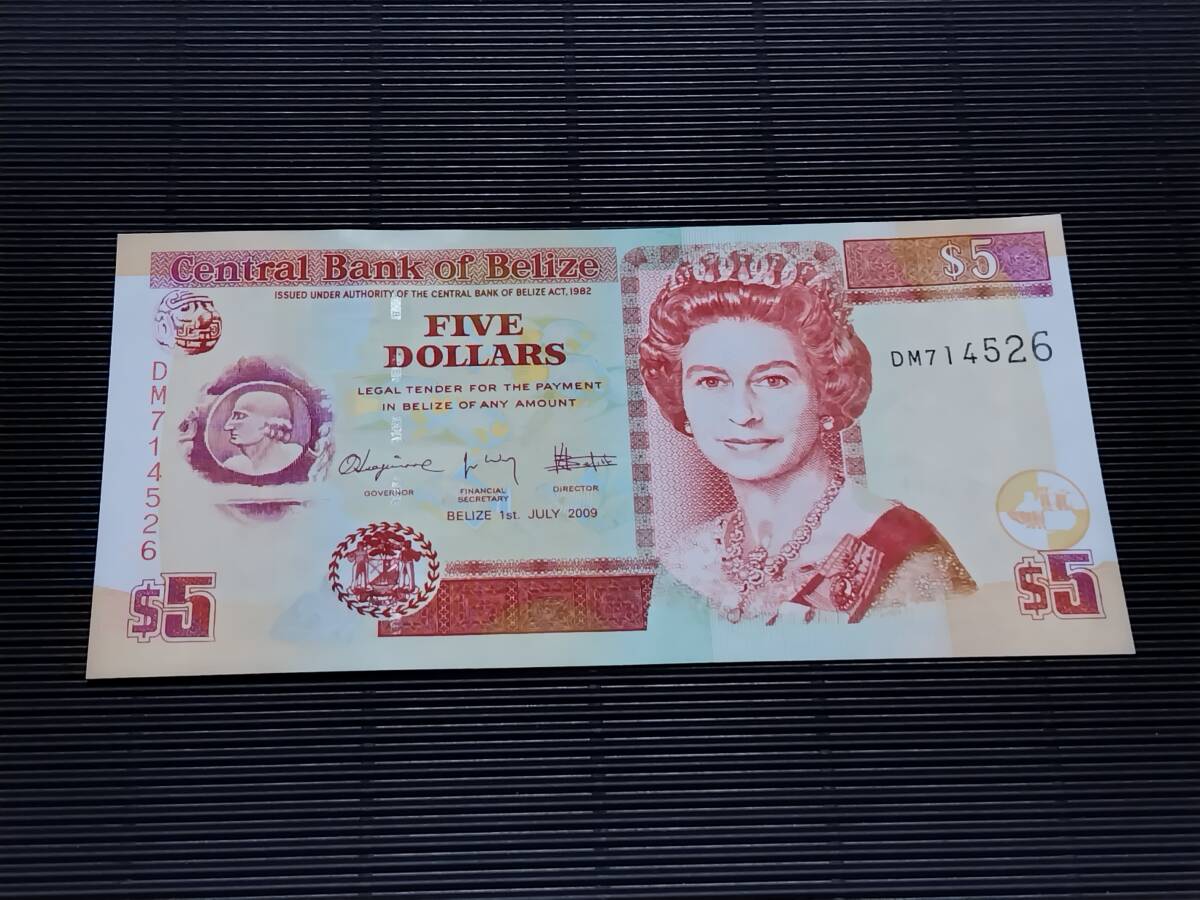 Central Bank of Belize
$5
ISSUED UNDER AUTHORITY OF THE CENTRAL BANK OF BELIZE ACT, 1982
FIVE
DOLLARS
DM714526
LEGAL TENDER FOR THE PAYMENT
IN BELIZE OF ANY AMOUNT
DM714526
GOVERNOR
FINANCIAL
SECRETARY
DIRECTOR
BELIZE 1st. JULY 2009
$5
$5